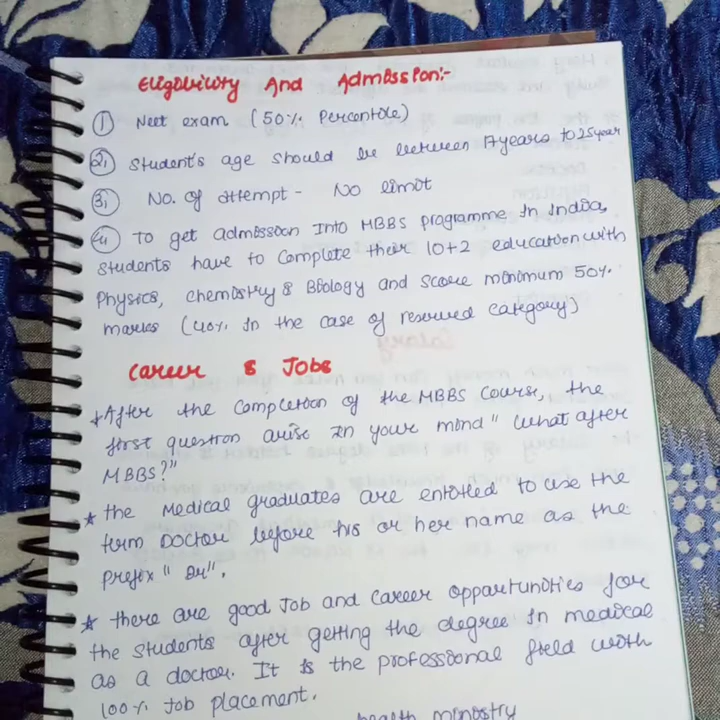 Eligibility And Admission:-
① Neet exam (50% Percentile)
②, Student's age should be between 17years to 25year
③, No. of attempt - No limit
④, To get admission Into MBBS programme In India,
students have to complete their 10+2 education with
Physics, chemistry & Biology and Score minimum 50%.
marks (40% In the case of reserved category)
Career & Jobs
* After the completion of the MBBS course, the
first question arise In your mind "what after
MBBS?"
* the Medical graduates are entitled to use the
term Doctor before his or her name as the
prefix "Dr".
* there are good Job and career opportunities for
the students after getting the degree In medical
as a doctor. It is the professional field with
100% Job placement.
health ministry